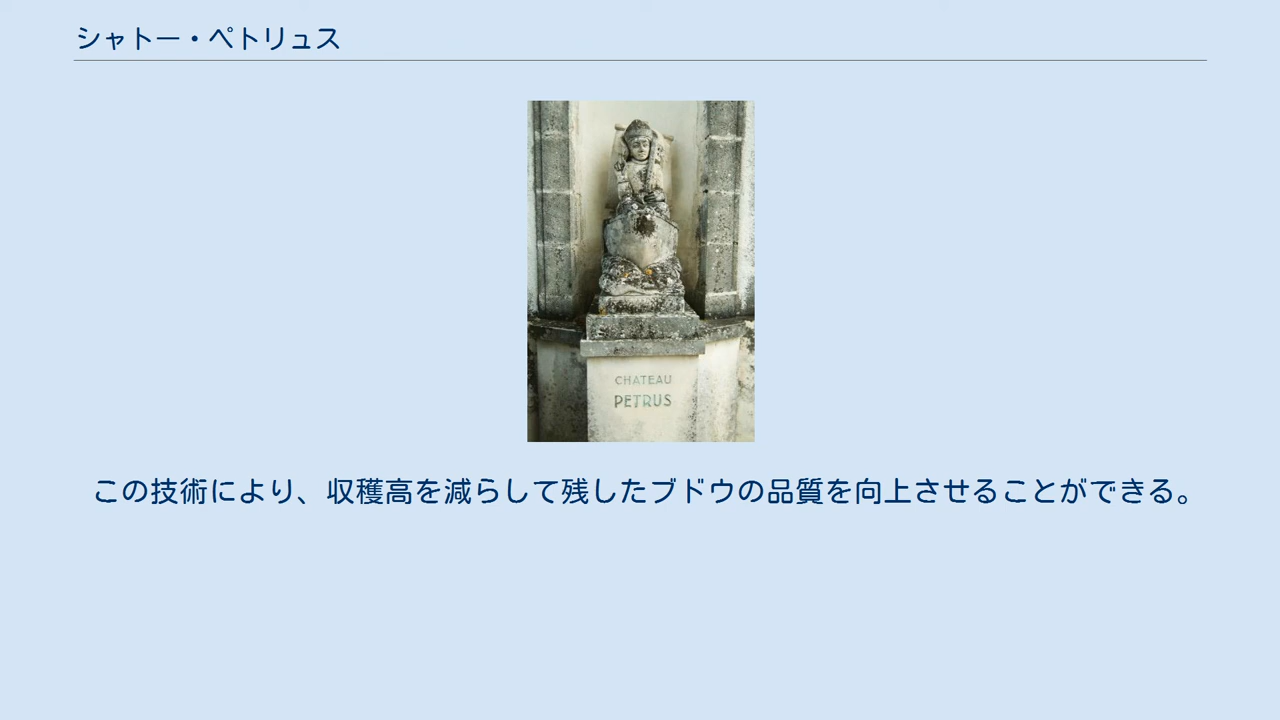 シャトー・ペトリュス
CHATEAU
PETRUS
この技術により、収穫高を減らして残したブドウの品質を向上させることができる。